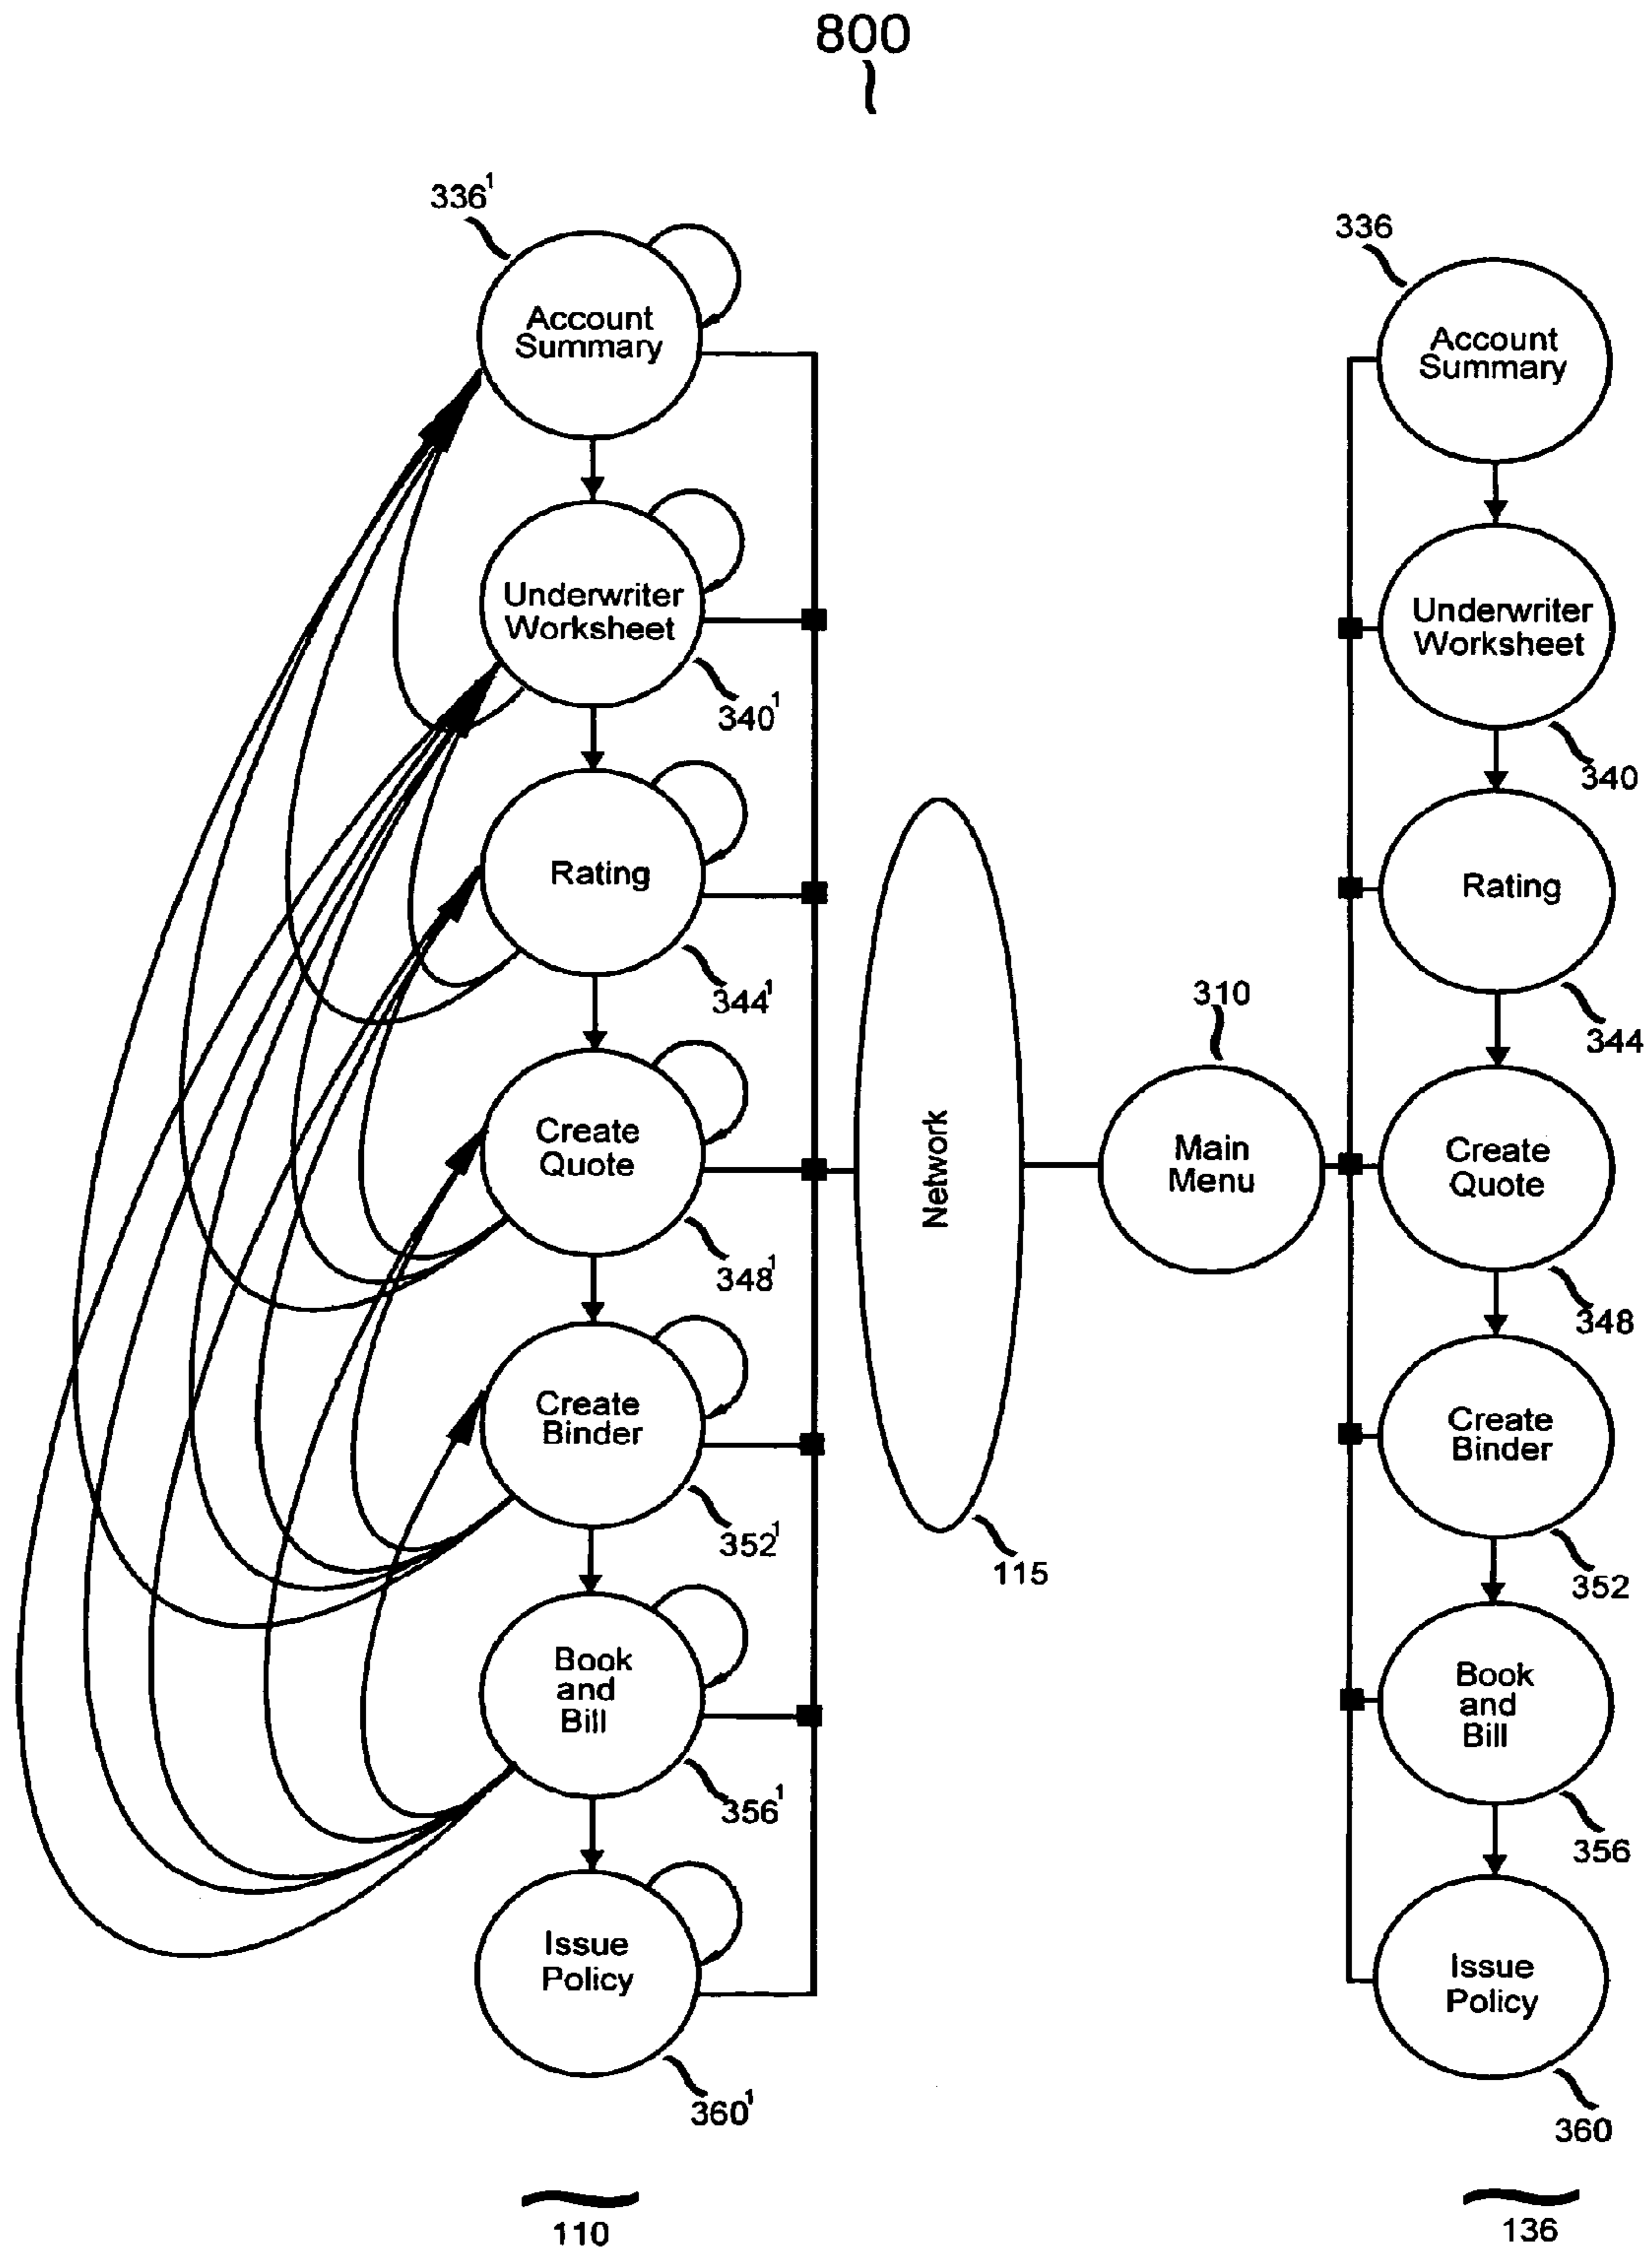 800
336¹
Account
Summary
Underwriter
Worksheet
340¹
Rating
344¹
Create
Quote
348¹
Create
Binder
352¹
Book
and
Bill
356¹
Issue
Policy
360¹
110
Network
115
310
Main
Menu
336
Account
Summary
Underwriter
Worksheet
340
Rating
344
Create
Quote
348
Create
Binder
352
Book
and
Bill
356
Issue
Policy
360
136